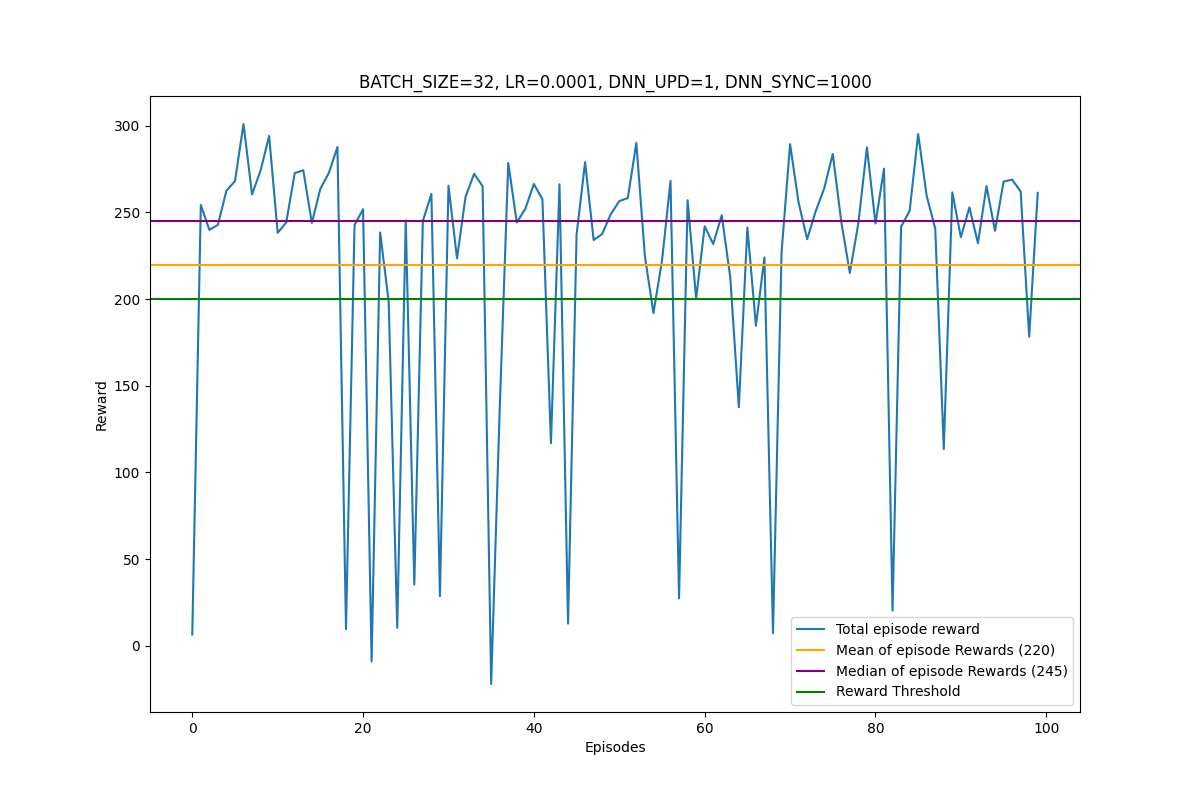 BATCH_SIZE=32, LR=0.0001, DNN_UPD=1, DNN_SYNC=1000
300
250
200
150
100
50
0
Reward
Total episode reward
Mean of episode Rewards (220)
Median of episode Rewards (245)
Reward Threshold
0 20 40 60 80 100
Episodes